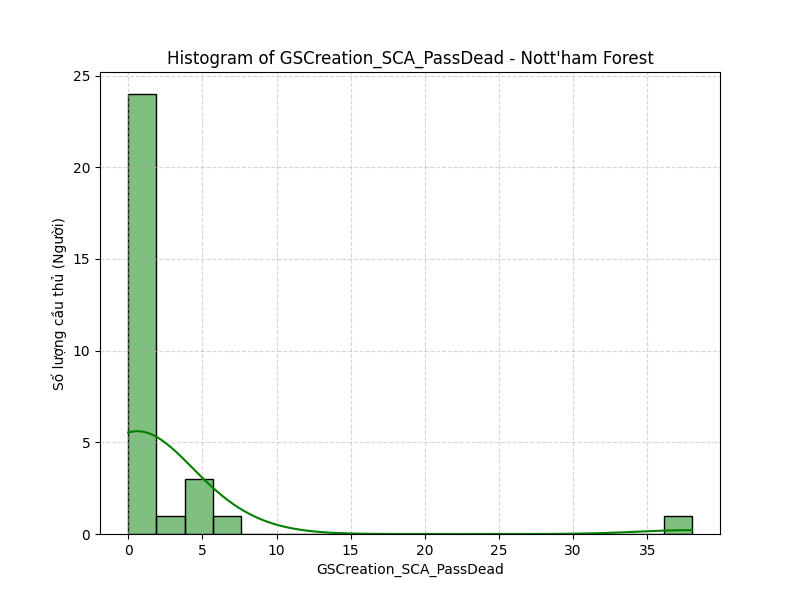 Histogram of GSCreation_SCA_PassDead - Nott'ham Forest
Số lượng cầu thủ (Người)
25
20
15
10
5
0
0 5 10 15 20 25 30 35
GSCreation_SCA_PassDead